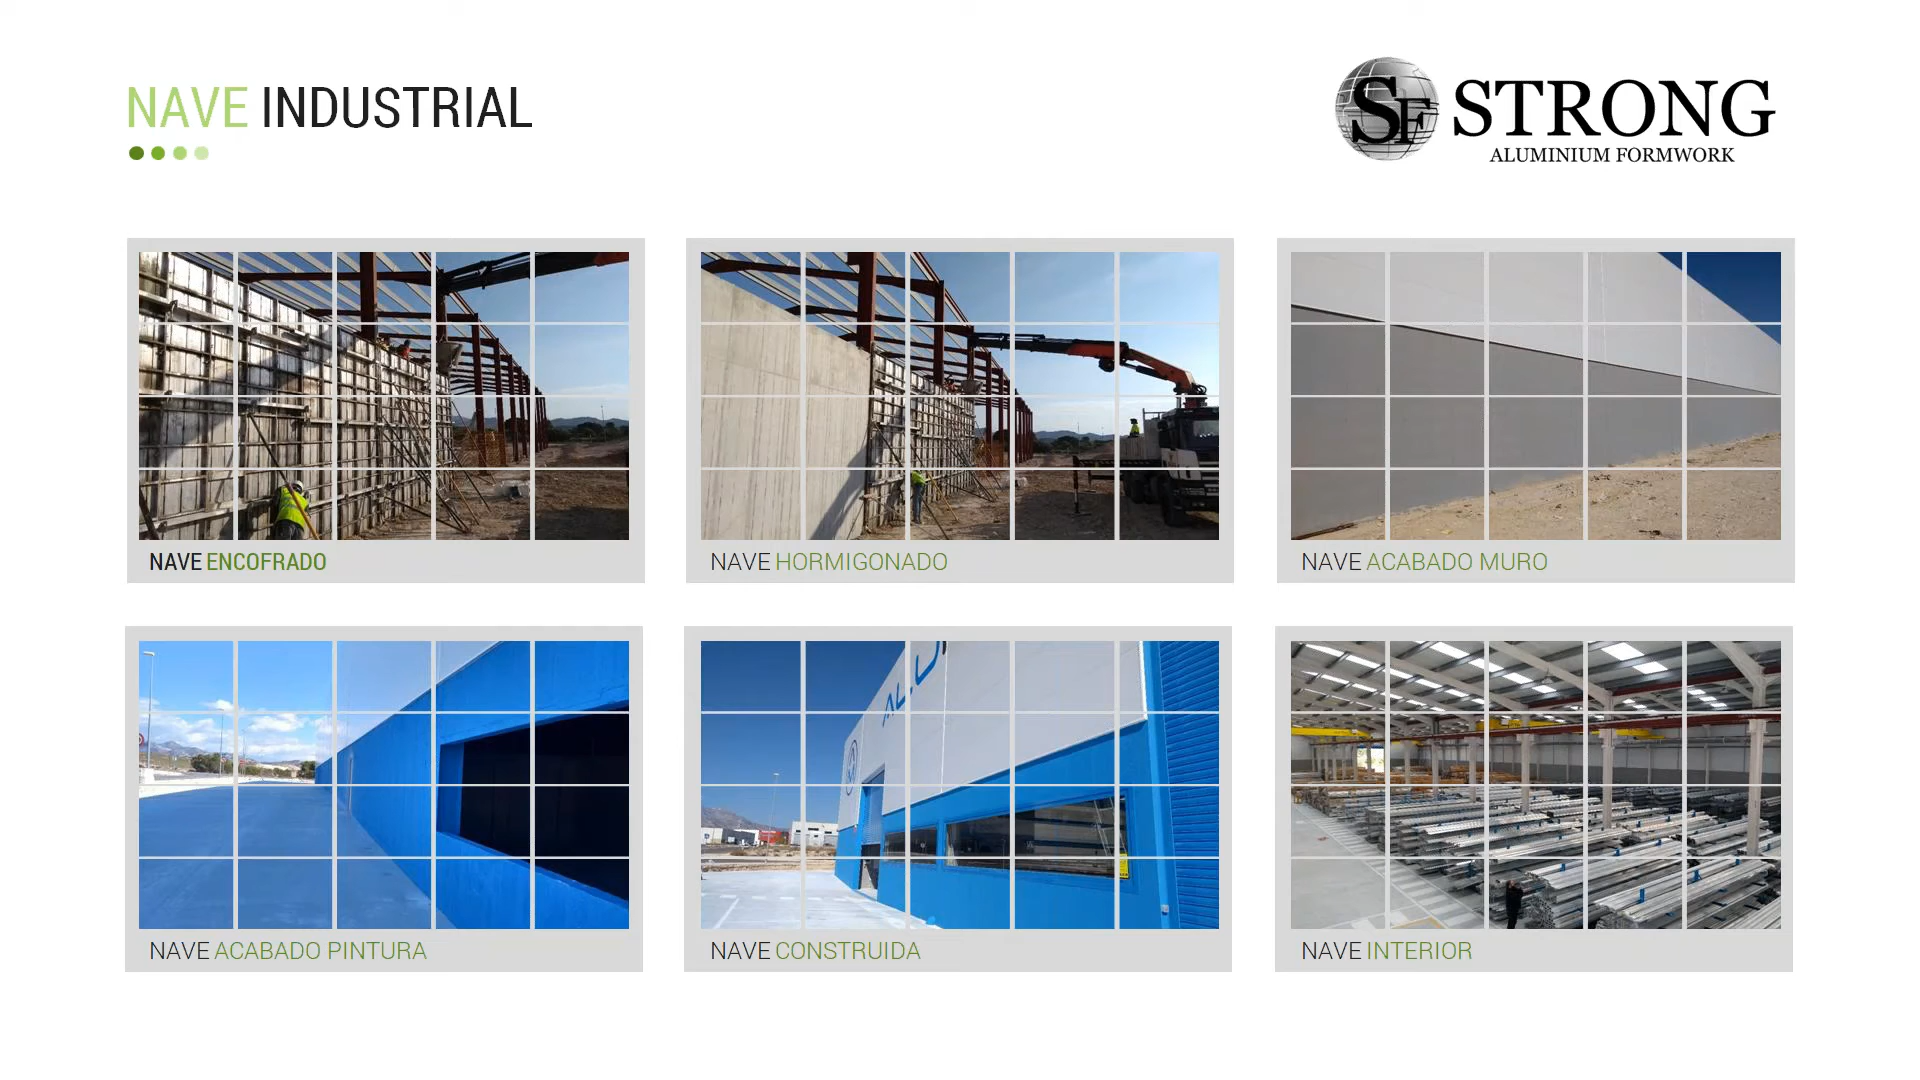 NAVE INDUSTRIAL
SF STRONG
ALUMINIUM FORMWORK
NAVE ENCOFRADO
NAVE HORMIGONADO
NAVE ACABADO MURO
NAVE ACABADO PINTURA
NAVE CONSTRUIDA
NAVE INTERIOR